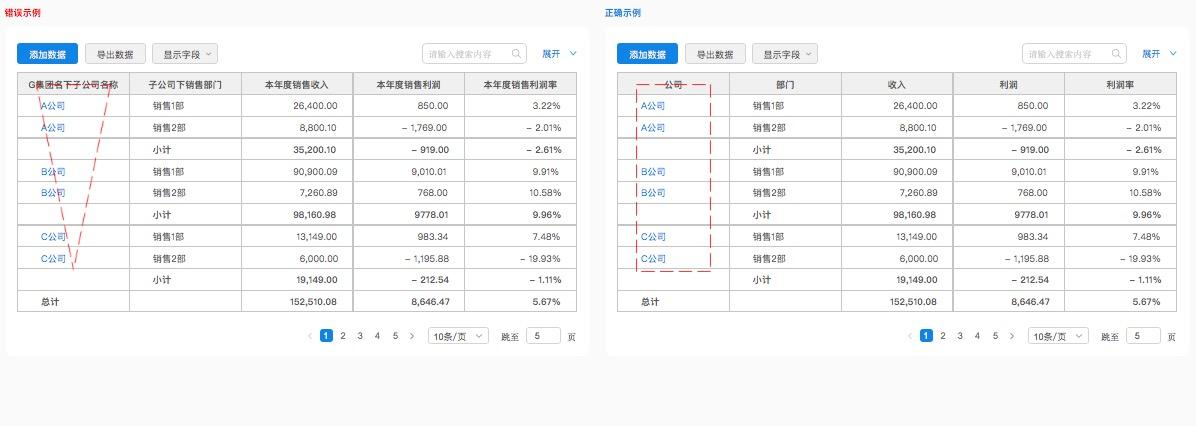 错误示例
添加数据 导出数据 显示字段 请输入搜索内容 展开
G集团名下子公司名称 子公司下销售部门 本年度销售收入 本年度销售利润 本年度销售利润率
A公司 销售1部 26,400.00 850.00 3.22%
A公司 销售2部 8,800.10 – 1,769.00 – 2.01%
小计 35,200.10 – 919.00 – 2.61%
B公司 销售1部 90,900.09 9,010.01 9.91%
B公司 销售2部 7,260.89 768.00 10.58%
小计 98,160.98 9778.01 9.96%
C公司 销售1部 13,149.00 983.34 7.48%
C公司 销售2部 6,000.00 – 1,195.88 – 19.93%
小计 19,149.00 – 212.54 – 1.11%
总计 152,510.08 8,646.47 5.67%
1 2 3 4 5 10条/页 跳至 5 页
正确示例
添加数据 导出数据 显示字段 请输入搜索内容 展开
公司 部门 收入 利润 利润率
A公司 销售1部 26,400.00 850.00 3.22%
A公司 销售2部 8,800.10 – 1,769.00 – 2.01%
小计 35,200.10 – 919.00 – 2.61%
B公司 销售1部 90,900.09 9,010.01 9.91%
B公司 销售2部 7,260.89 768.00 10.58%
小计 98,160.98 9778.01 9.96%
C公司 销售1部 13,149.00 983.34 7.48%
C公司 销售2部 6,000.00 – 1,195.88 – 19.93%
小计 19,149.00 – 212.54 – 1.11%
总计 152,510.08 8,646.47 5.67%
1 2 3 4 5 10条/页 跳至 5 页